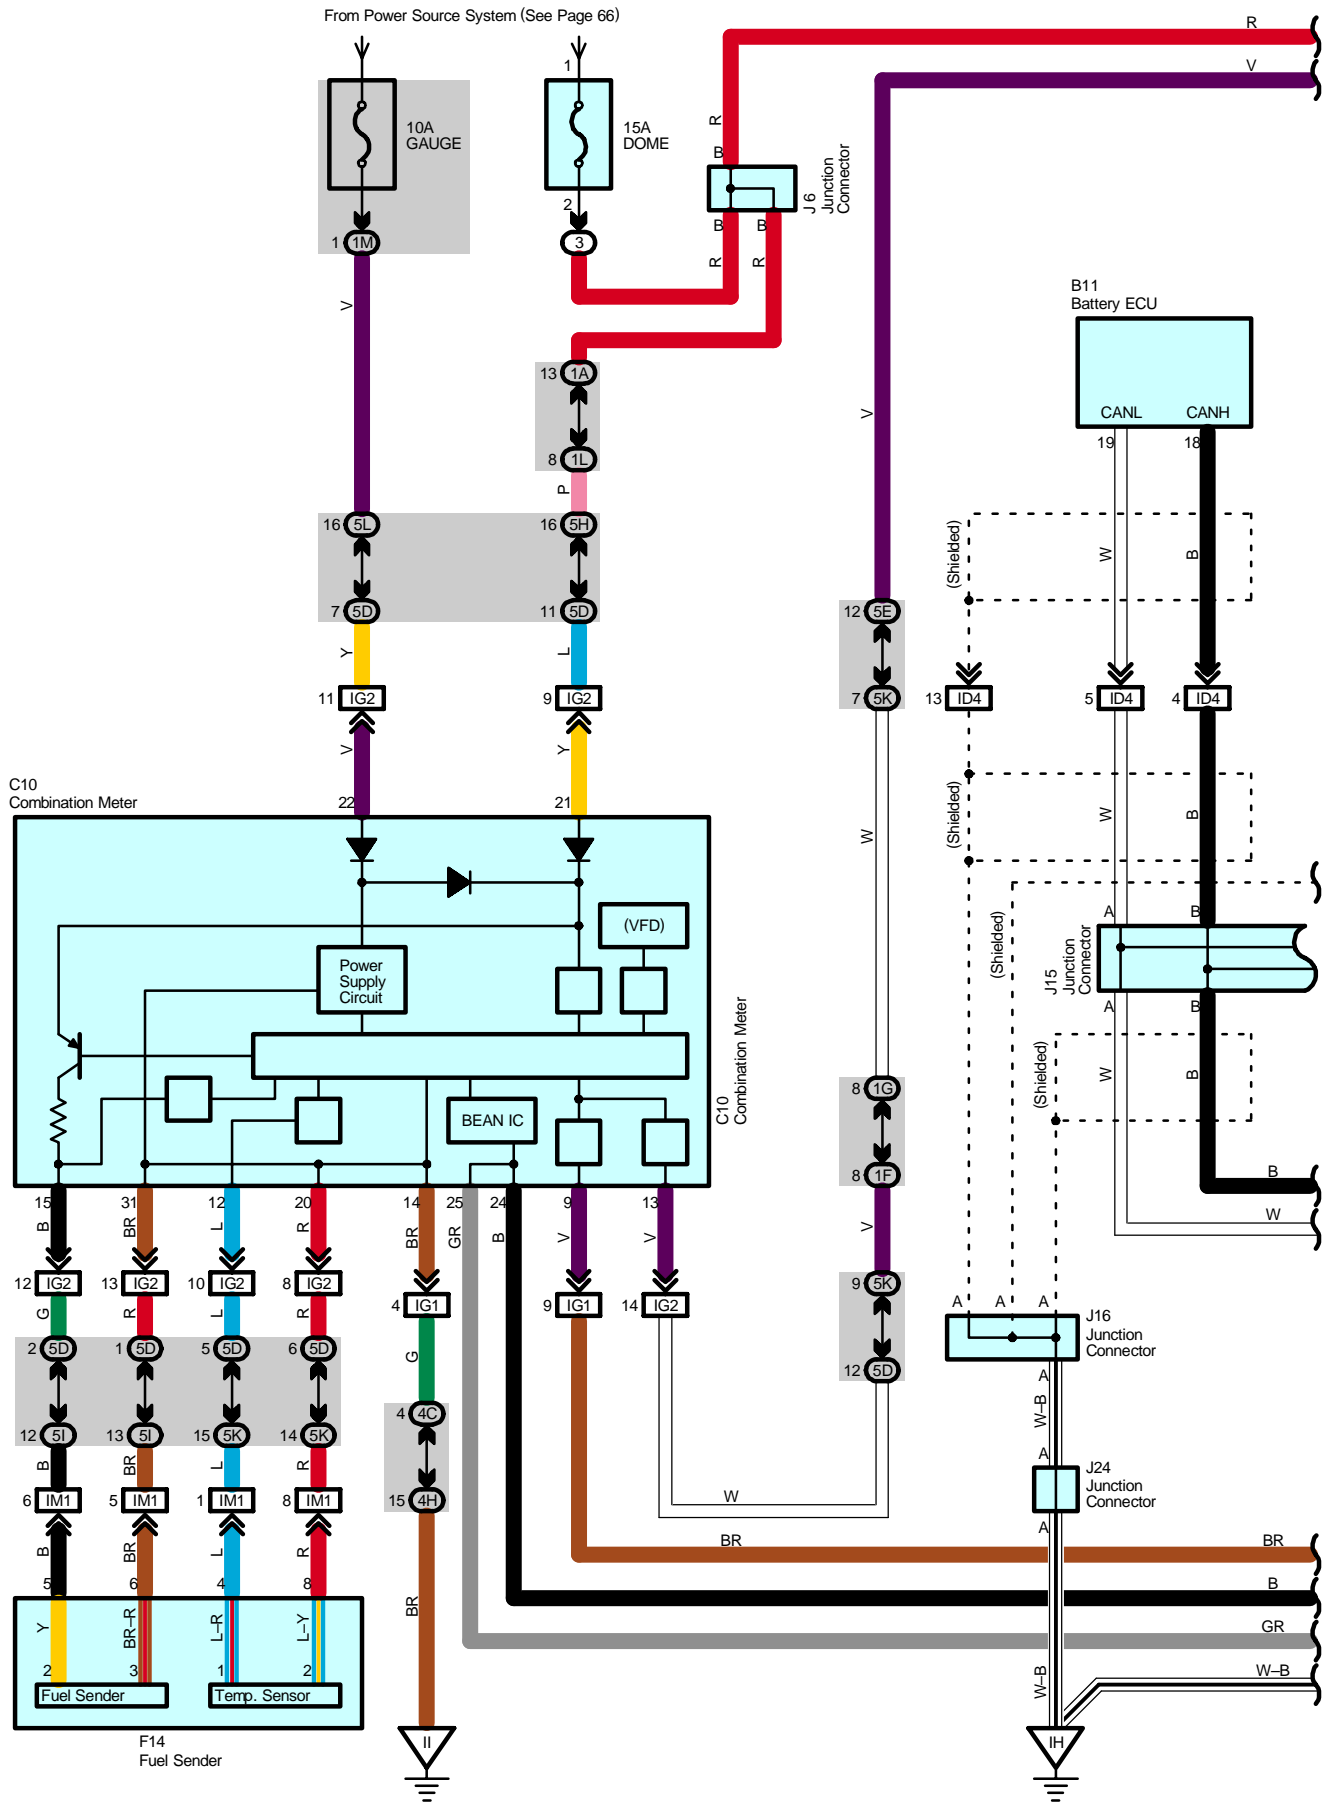 From Power Source System (See Page 66)
R
V
1
10A
GAUGE
15A
DOME
R
B
J 6
Junction
Connector
2
B
B
1
1M
3
R
R
V
B11
Battery ECU
CANL
CANH
19
18
13
1A
8
1L
P
V
16
5L
16
5H
(Shielded)
W
B
7
5D
11
5D
12
5E
Y
L
11
IG2
9
IG2
7
5K
13
ID4
5
ID4
4
ID4
V
Y
C10
Combination Meter
22
21
W
(Shielded)
W
B
(VFD)
Power
Supply
Circuit
(Shielded)
A
B
J15
Junction
Connector
A
B
C10
Combination Meter
BEAN IC
8
1G
(Shielded)
W
B
8
1F
15
31
12
20
14
25
24
9
13
B
BR
L
R
BR
GR
B
V
V
V
B
W
12
IG2
13
IG2
10
IG2
8
IG2
4
IG1
9
IG1
14
IG2
9
5K
G
R
L
R
A
A
A
J16
Junction
Connector
2
5D
1
5D
5
5D
6
5D
G
12
5D
A
W–B
12
5I
13
5I
15
5K
14
5K
4
4C
B
BR
L
R
A
J24
Junction
Connector
6
IM1
5
IM1
1
IM1
8
IM1
15
4H
W
A
B
BR
L
R
BR
BR
5
6
4
8
B
BR
Y
BR–R
L–R
L–Y
GR
2
3
1
2
W–B
W–B
Fuel Sender
Temp. Sensor
F14
Fuel Sender
II
IH